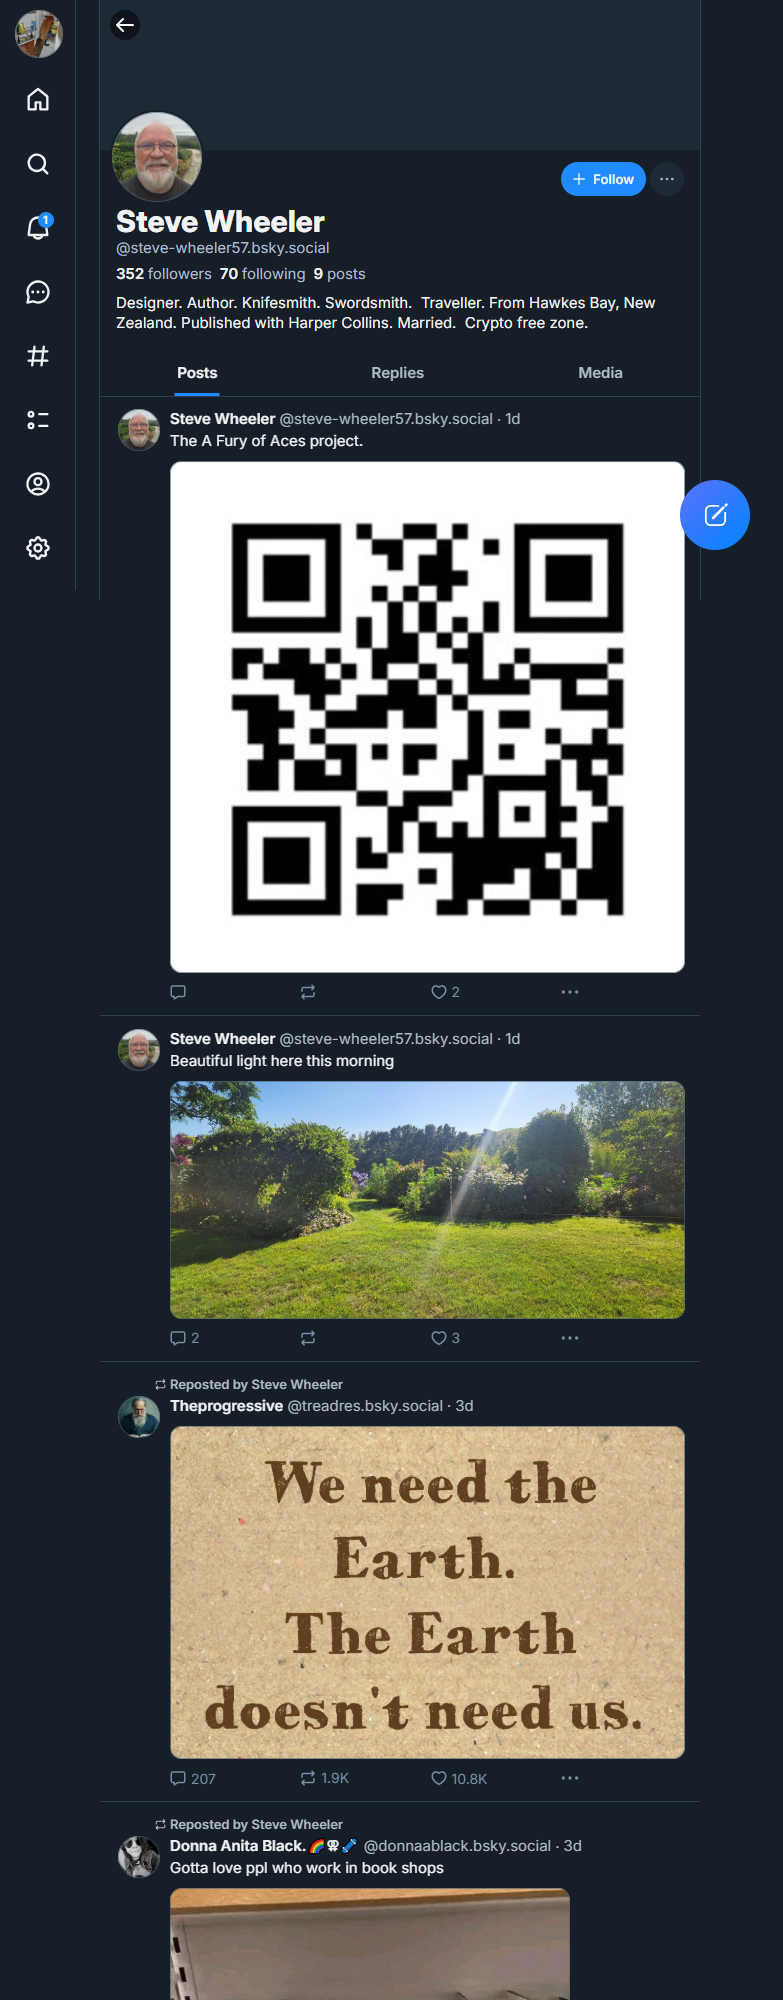 1
Follow
Steve Wheeler
@steve-wheeler57.bsky.social
352 followers 70 following 9 posts
Designer. Author. Knifesmith. Swordsmith.  Traveller. From Hawkes Bay, New
Zealand. Published with Harper Collins. Married.  Crypto free zone.
Posts Replies Media
Steve Wheeler @steve-wheeler57.bsky.social · 1d
The A Fury of Aces project.
2
Steve Wheeler @steve-wheeler57.bsky.social · 1d
Beautiful light here this morning
2 3
Reposted by Steve Wheeler
Theprogressive @treadres.bsky.social · 3d
We need the
Earth.
The Earth
doesn't need us.
207 1.9K 10.8K
Reposted by Steve Wheeler
Donna Anita Black. @donnaablack.bsky.social · 3d
Gotta love ppl who work in book shops